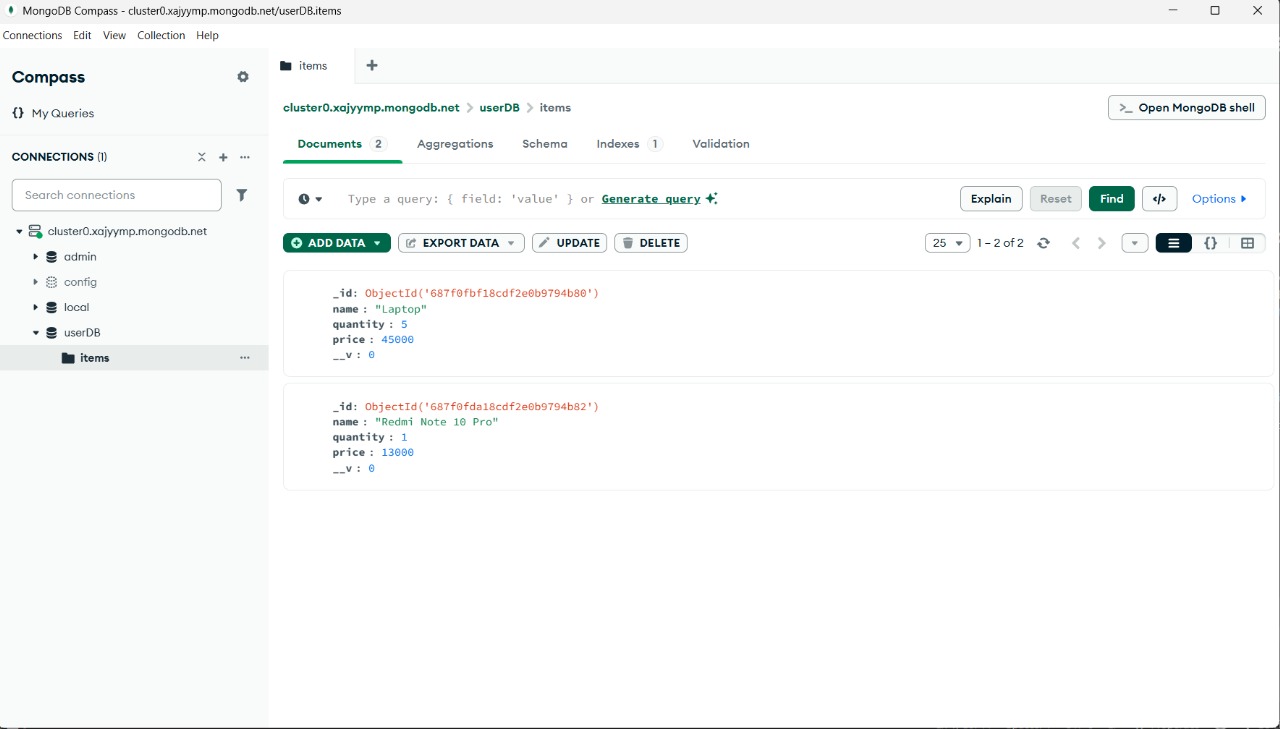 MongoDB Compass - cluster0.xajyymp.mongodb.net/userDB.items
Connections Edit View Collection Help
Compass
{} My Queries
CONNECTIONS (1)
Search connections
cluster0.xajyymp.mongodb.net
admin
config
local
userDB
items
items
cluster0.xajyymp.mongodb.net > userDB > items
>_ Open MongoDB shell
Documents 2 Aggregations Schema Indexes 1 Validation
Type a query: { field: 'value' } or Generate query
Explain Reset Find </> Options
ADD DATA EXPORT DATA UPDATE DELETE
25 1 – 2 of 2 {}
_id: ObjectId('687f0fbf18cdf2e0b9794b80')
name : "Laptop"
quantity : 5
price : 45000
__v : 0
_id: ObjectId('687f0fda18cdf2e0b9794b82')
name : "Redmi Note 10 Pro"
quantity : 1
price : 13000
__v : 0